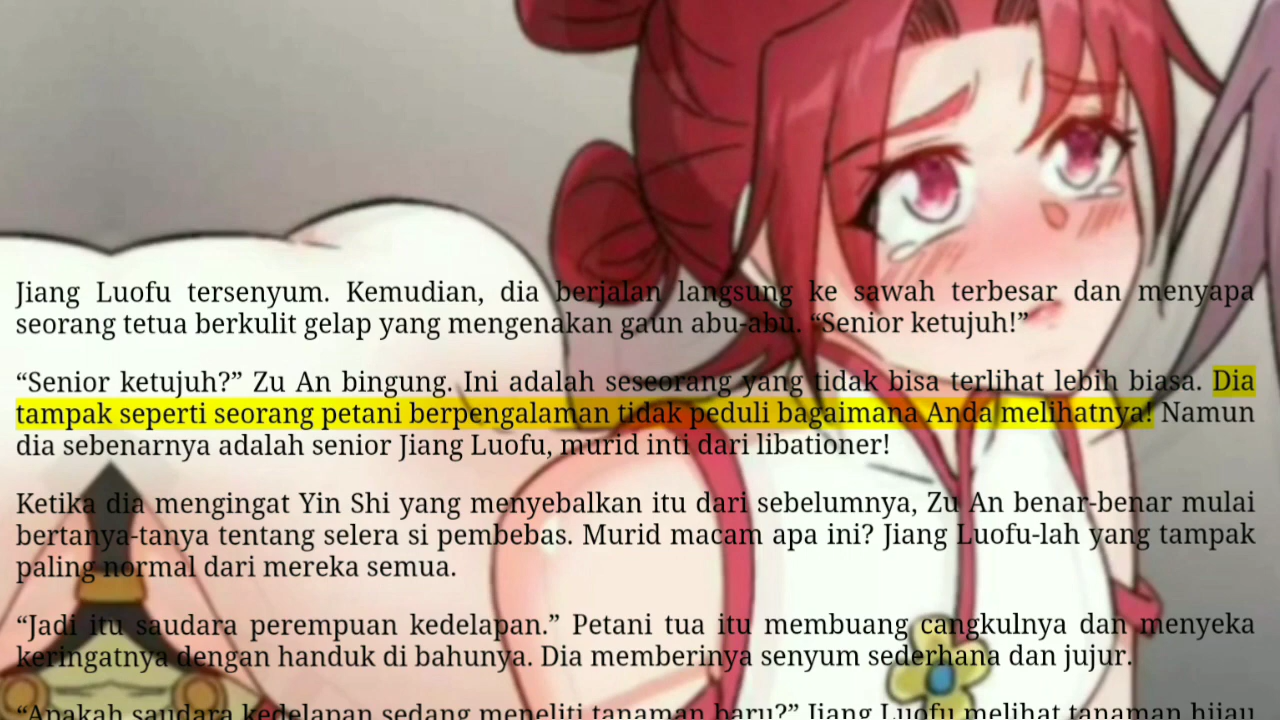 Jiang Luofu tersenyum. Kemudian, dia berjalan langsung ke sawah terbesar dan menyapa
seorang tetua berkulit gelap yang mengenakan gaun abu-abu. “Senior ketujuh!”
“Senior ketujuh?” Zu An bingung. Ini adalah seseorang yang tidak bisa terlihat lebih biasa. Dia
tampak seperti seorang petani berpengalaman tidak peduli bagaimana Anda melihatnya! Namun
dia sebenarnya adalah senior Jiang Luofu, murid inti dari libationer!
Ketika dia mengingat Yin Shi yang menyebalkan itu dari sebelumnya, Zu An benar-benar mulai
bertanya-tanya tentang selera si pembebas. Murid macam apa ini? Jiang Luofu-lah yang tampak
paling normal dari mereka semua.
“Jadi itu saudara perempuan kedelapan.” Petani tua itu membuang cangkulnya dan menyeka
keringatnya dengan handuk di bahunya. Dia memberinya senyum sederhana dan jujur.
“Apakah saudara kedelapan sedang meneliti tanaman baru?” Jiang Luofu melihat tanaman hijau